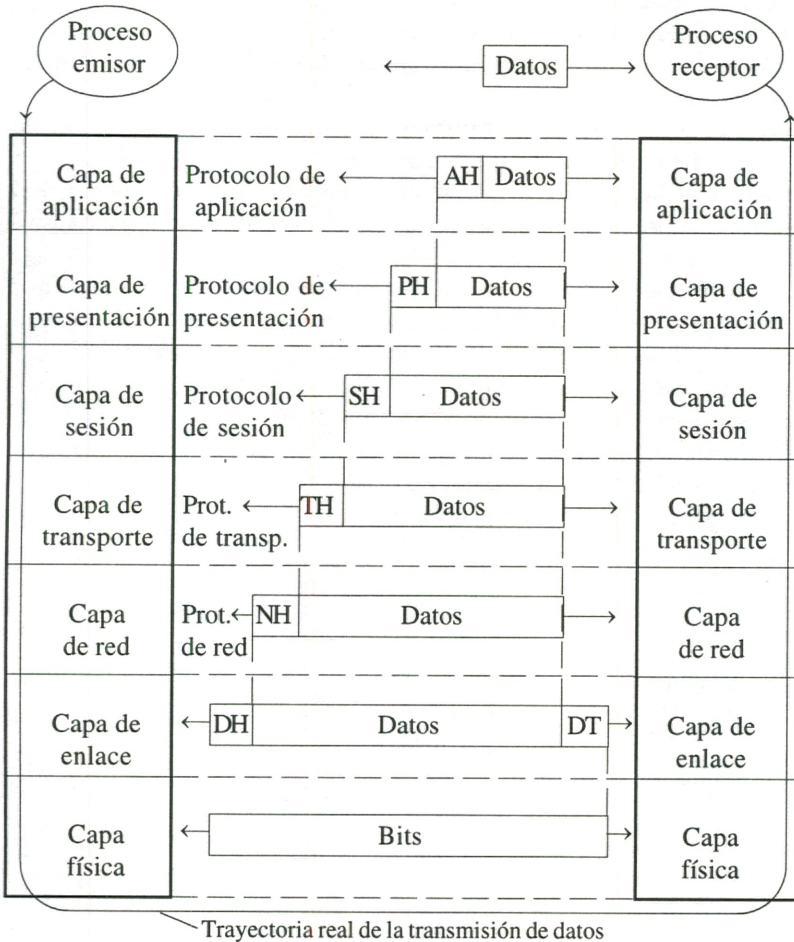 Proceso
emisor
Datos
Proceso
receptor
Capa de
aplicación
Protocolo de
aplicación
AH Datos
Capa de
aplicación
Capa de
presentación
Protocolo de
presentación
PH Datos
Capa de
presentación
Capa de
sesión
Protocolo
de sesión
SH Datos
Capa de
sesión
Capa de
transporte
Prot.
de transp.
TH Datos
Capa de
transporte
Capa
de red
Prot.
de red
NH Datos
Capa
de red
Capa de
enlace
DH Datos DT
Capa de
enlace
Capa
física
Bits
Capa
física
Trayectoria real de la transmisión de datos